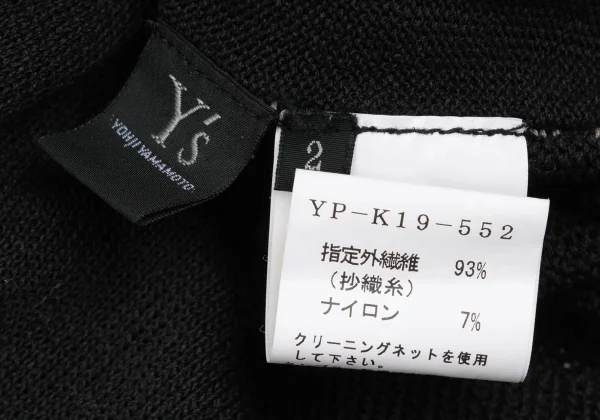 Y's
YOHJI YAMAMOTO
2
YP-K19-552
指定外繊維 93%
(抄織糸)
ナイロン 7%
クリーニングネットを使用
して下さい。